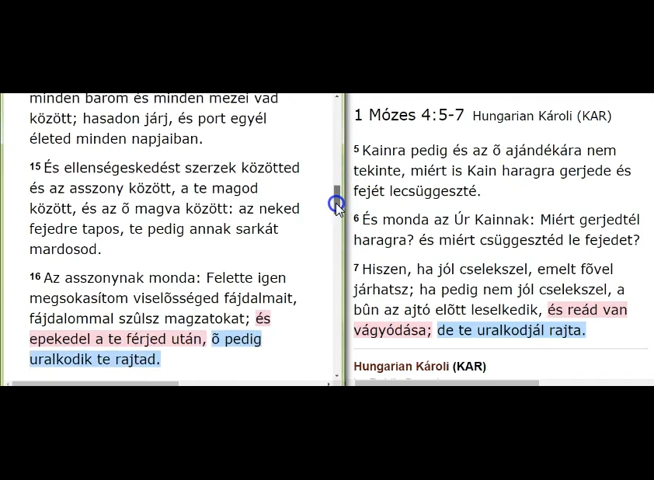 minden barom és minden mezei vad
között; hasadon járj, és port egyél
életed minden napjaiban.
15 És ellenségeskedést szerzek közötted
és az asszony között, a te magod
között, és az õ magva között: az neked
fejedre tapos, te pedig annak sarkát
mardosod.
16 Az asszonynak monda: Felette igen
megsokasítom viselõsséged fájdalmait,
fájdalommal szûlsz magzatokat; és
epekedel a te férjed után, õ pedig
uralkodik te rajtad.
1 Mózes 4:5-7 Hungarian Károli (KAR)
5 Kainra pedig és az õ ajándékára nem
tekinte, miért is Kain haragra gerjede és
fejét lecsüggeszté.
6 És monda az Úr Kainnak: Miért gerjedtél
haragra? és miért csüggesztéd le fejedet?
7 Hiszen, ha jól cselekszel, emelt fõvel
járhatsz; ha pedig nem jól cselekszel, a
bûn az ajtó elõtt leselkedik, és reád van
vágyódása; de te uralkodjál rajta.
Hungarian Károli (KAR)